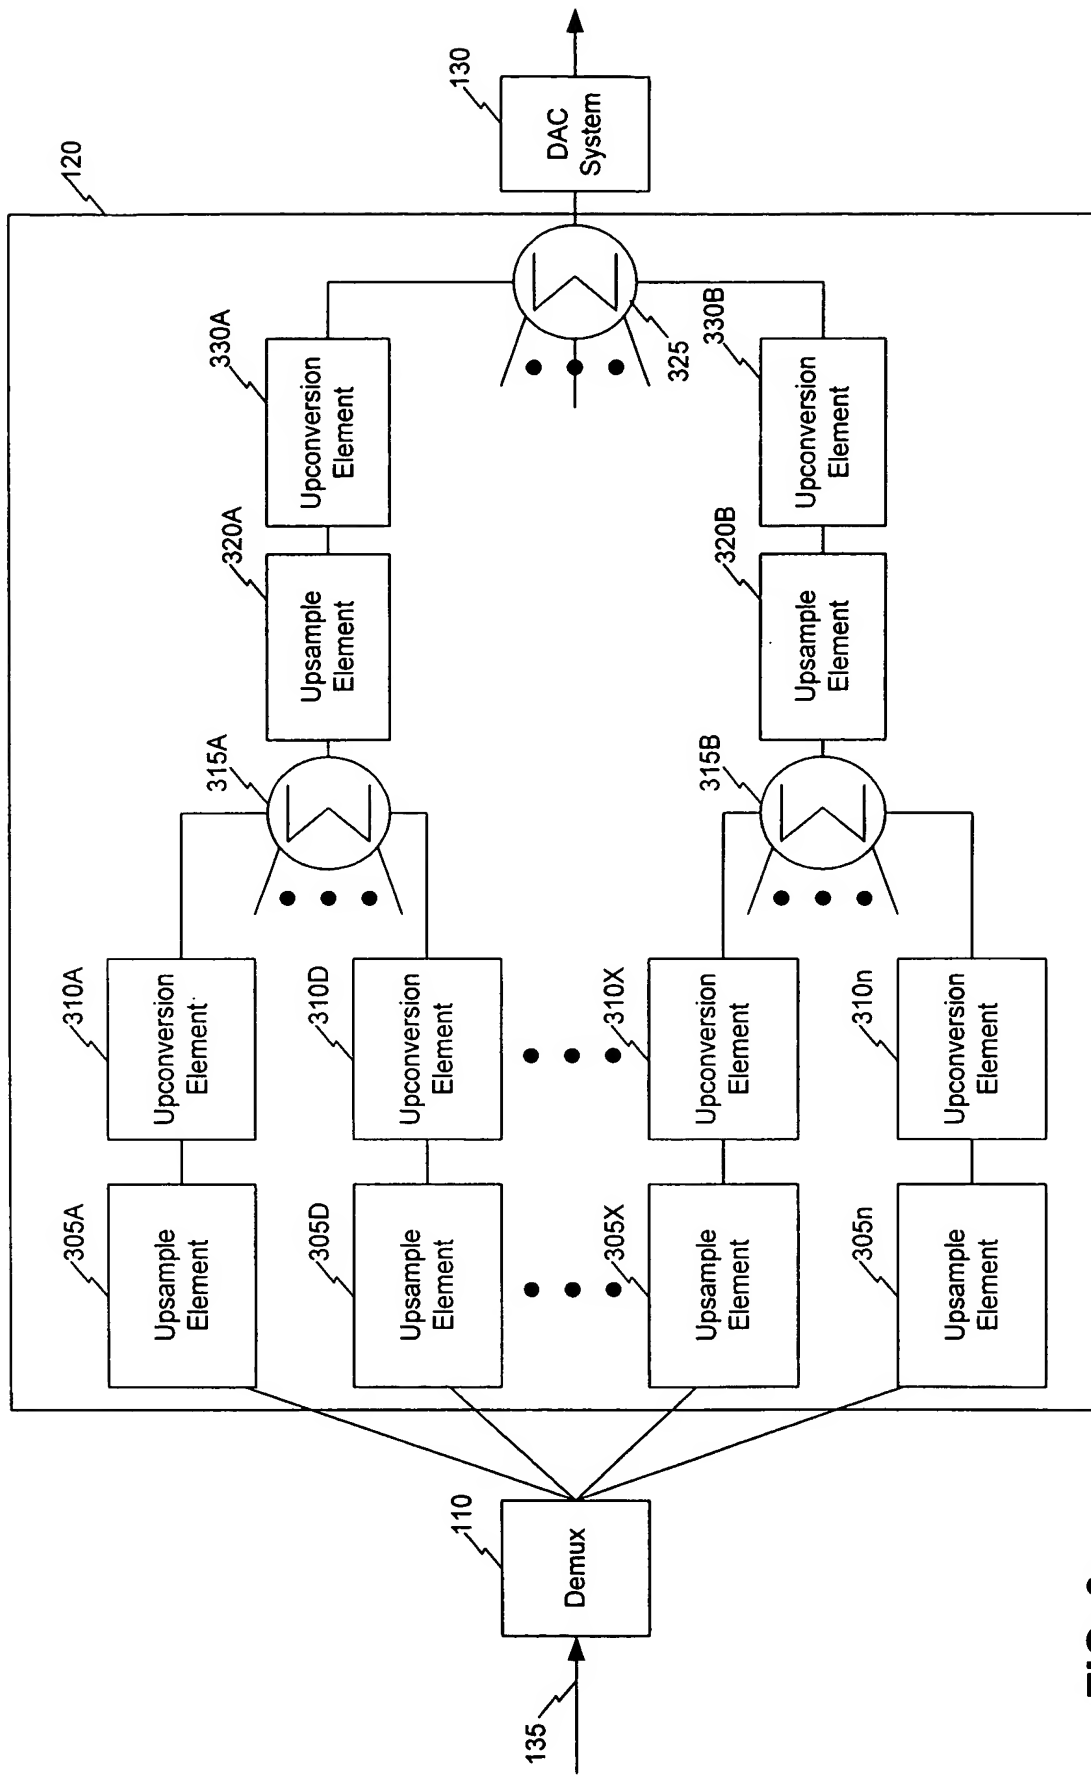 120
305A
Upsample
Element
310A
Upconversion
Element
315A
Σ
320A
Upsample
Element
330A
Upconversion
Element
305D
Upsample
Element
310D
Upconversion
Element
135
110
Demux
325
Σ
130
DAC
System
305X
Upsample
Element
310X
Upconversion
Element
315B
Σ
320B
Upsample
Element
330B
Upconversion
Element
305n
Upsample
Element
310n
Upconversion
Element
FIG.